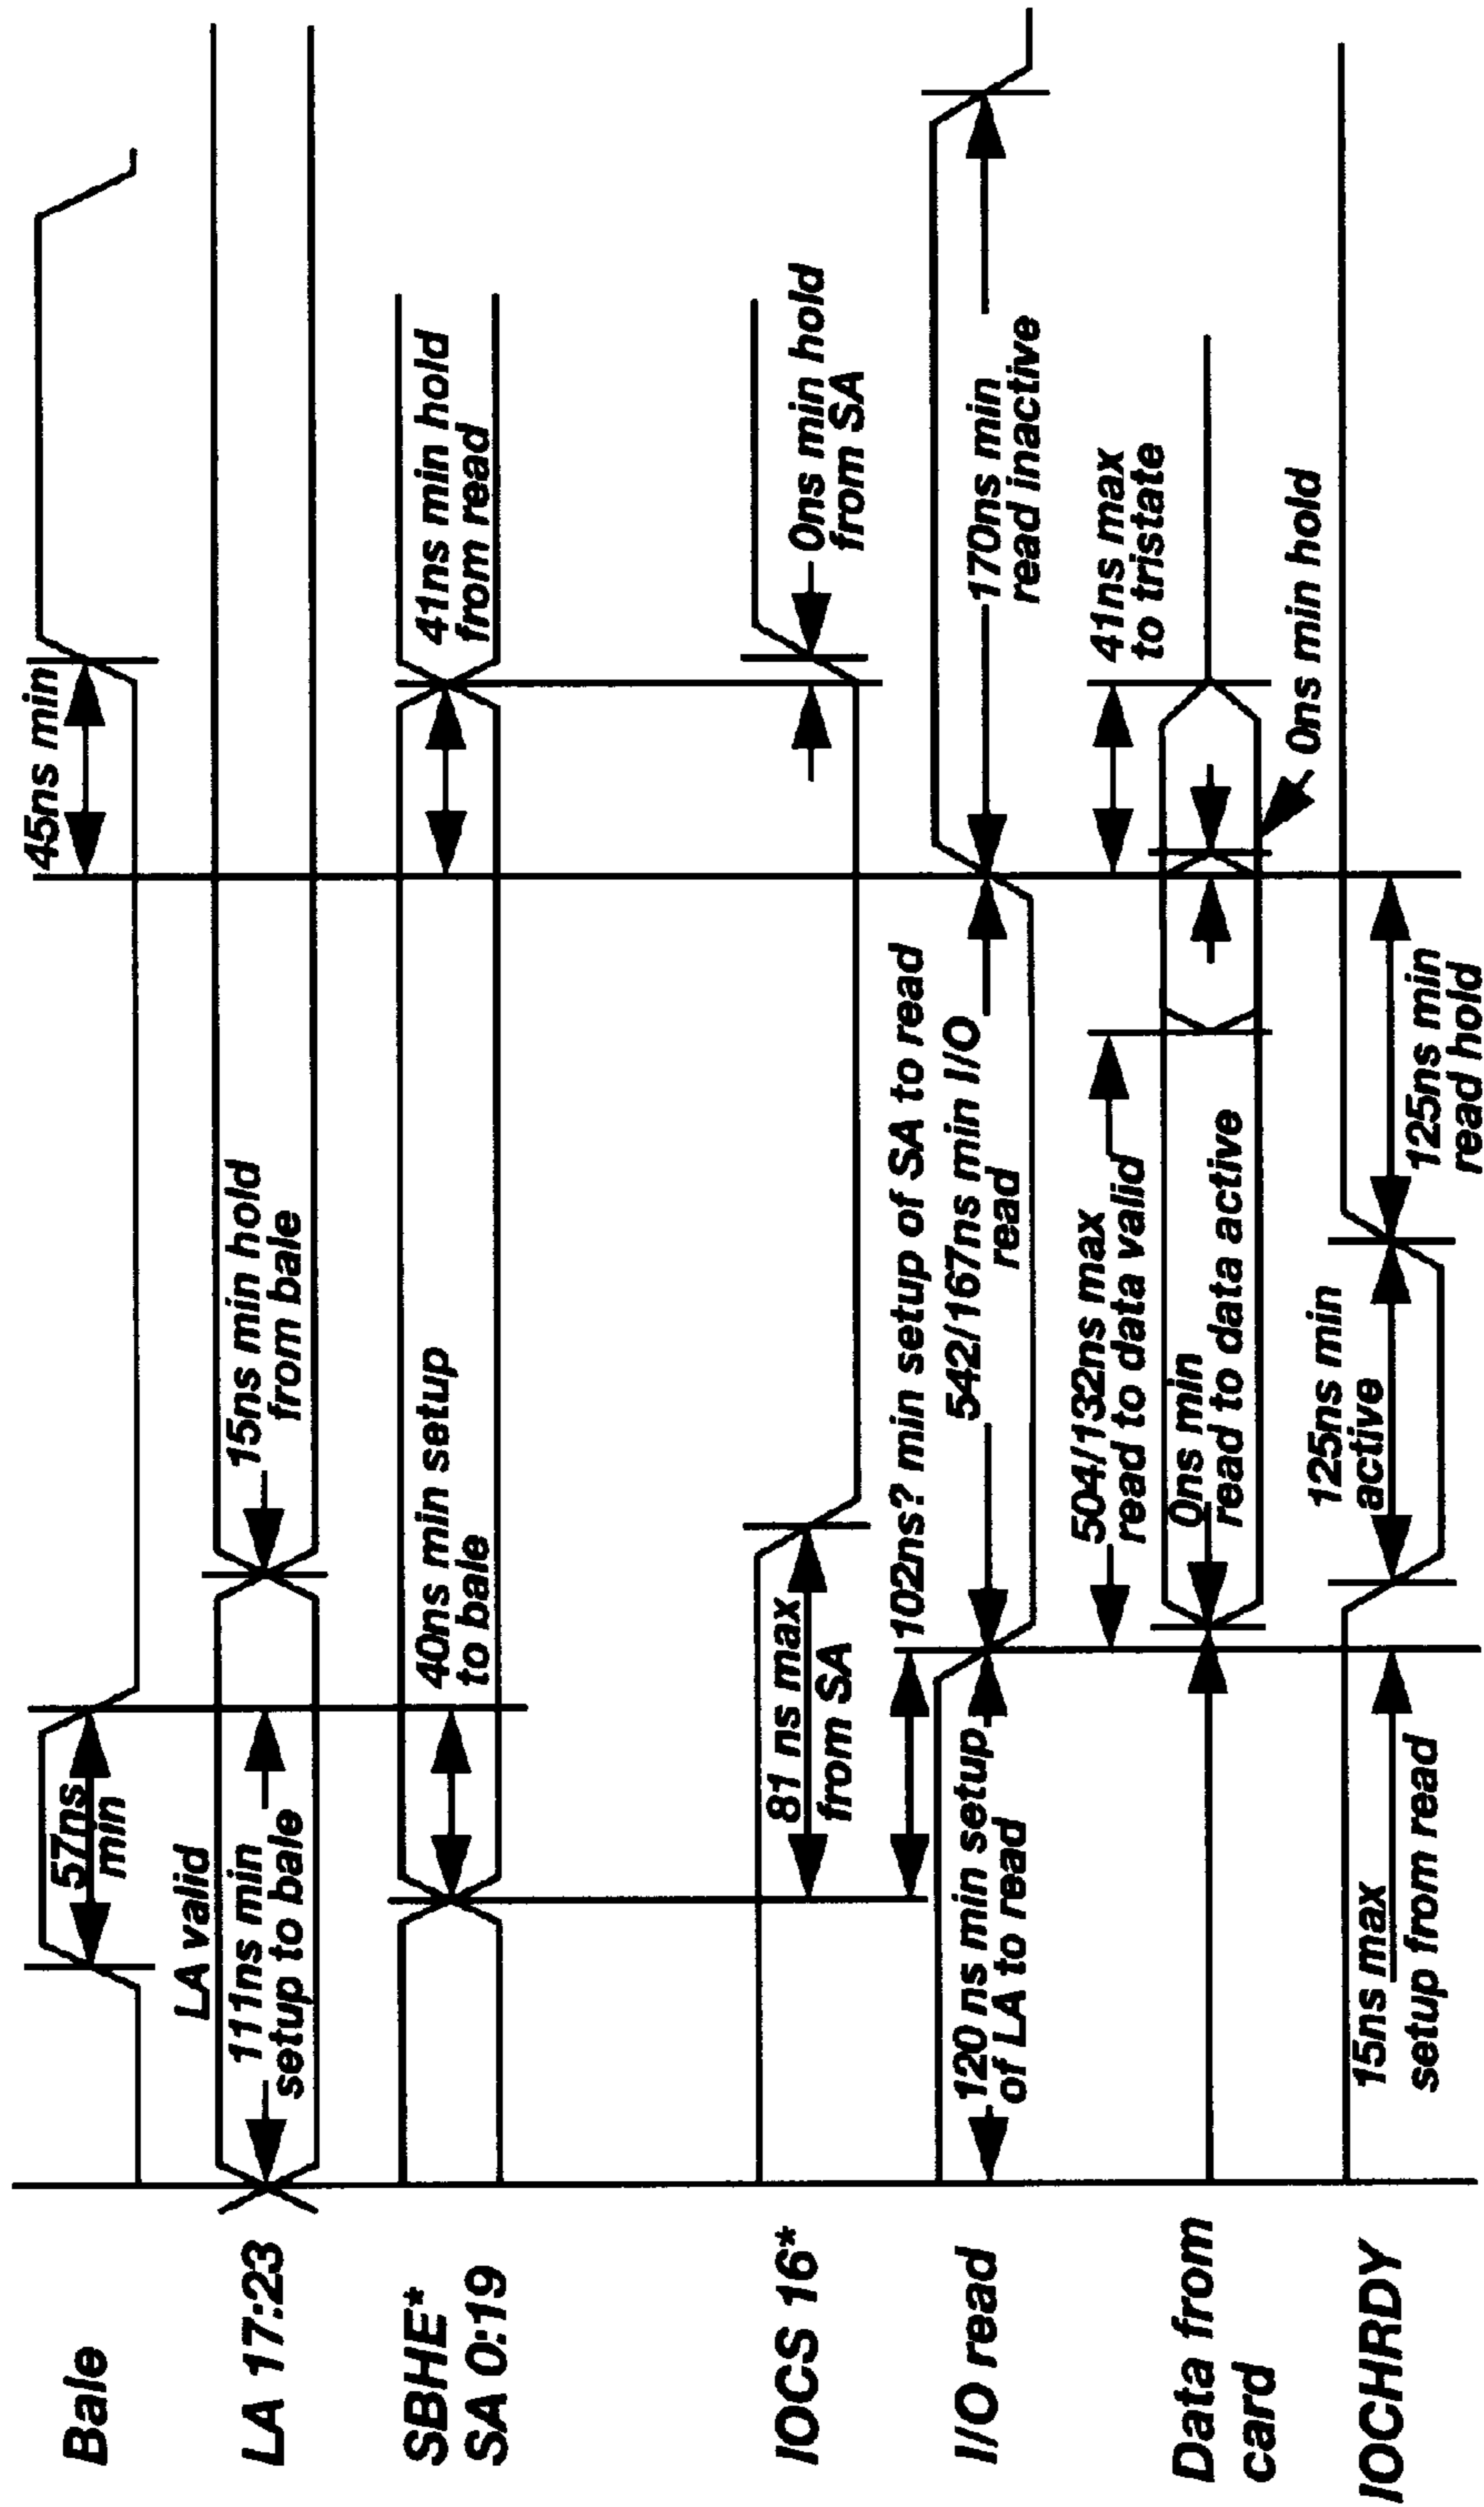 Bale
57ns
min
45ns min
LA valid
LA 17:23
111ns min
setup to bale
15ns min hold
from bale
SBHE*
SA 0:19
40ns min setup
to bale
41ns min hold
from read
IOCS 16*
81 ns max
from SA
0ns min hold
from SA
102ns? min setup of SA to read
I/O read
120 ns min setup
of LA to read
542/167ns min I/O
read
170ns min
read inactive
Data from
card
504/132ns max
read to data valid
0ns min
read to data active
41ns max
to tristate
0ns min hold
IOCHRDY
15ns max
setup from read
125ns min
active
125ns min
read hold